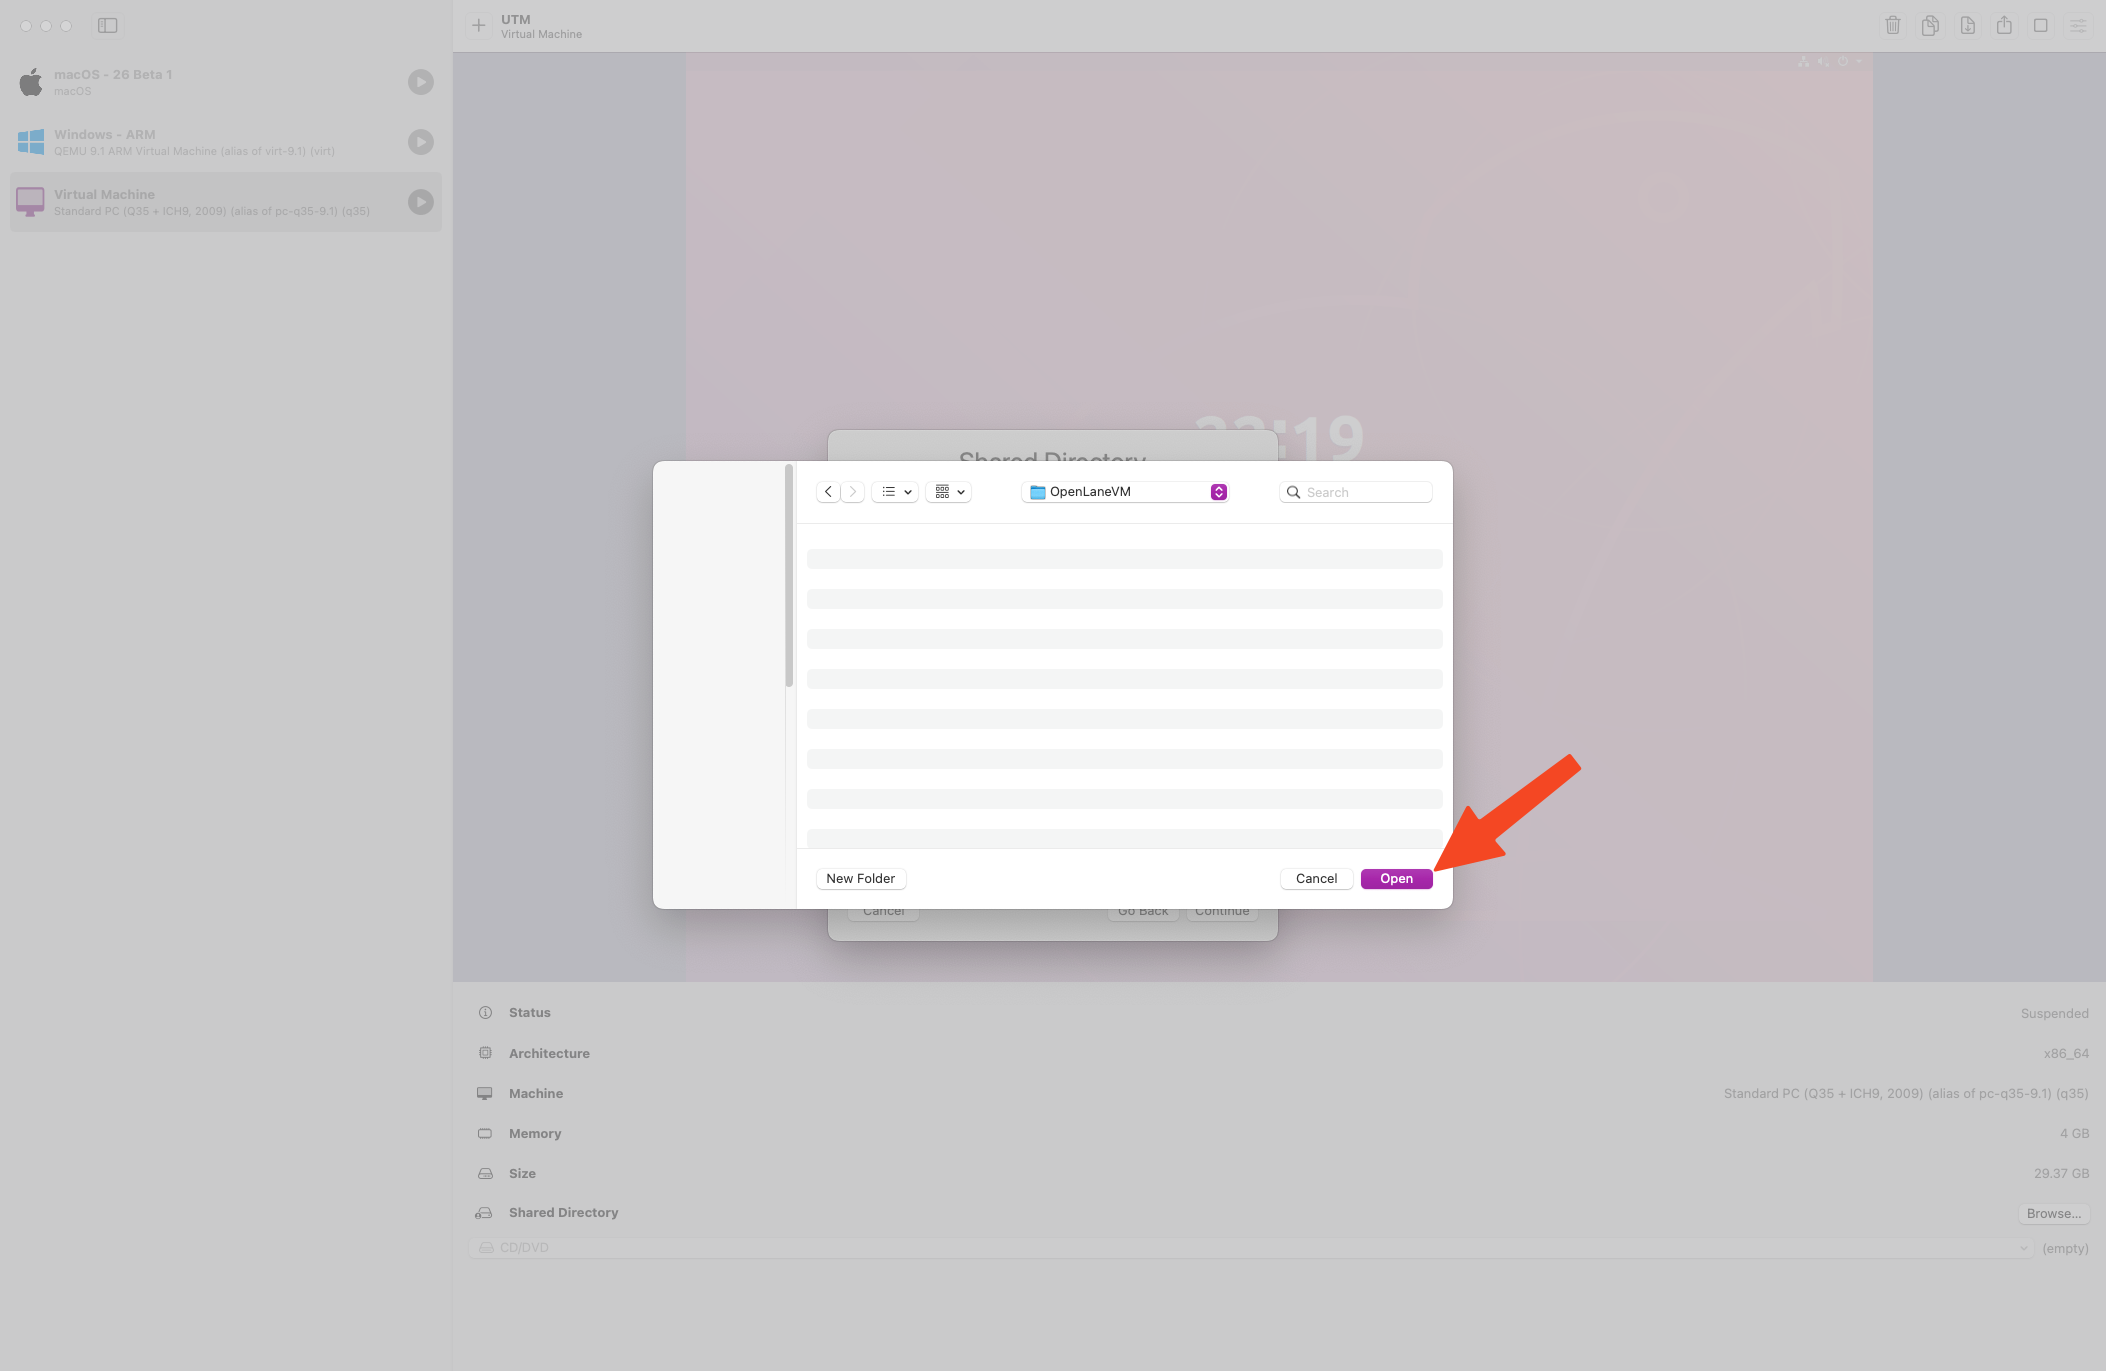 UTM
Virtual Machine
macOS - 26 Beta 1
macOS
Windows - ARM
QEMU 9.1 ARM Virtual Machine (alias of virt-9.1) (virt)
Virtual Machine
Standard PC (Q35 + ICH9, 2009) (alias of pc-q35-9.1) (q35)
:19
Shared Directory
OpenLaneVM
Search
New Folder
Cancel
Open
Cancel
Go Back
Continue
Status
Suspended
Architecture
x86_64
Machine
Standard PC (Q35 + ICH9, 2009) (alias of pc-q35-9.1) (q35)
Memory
4 GB
Size
29.37 GB
Shared Directory
Browse...
CD/DVD
(empty)